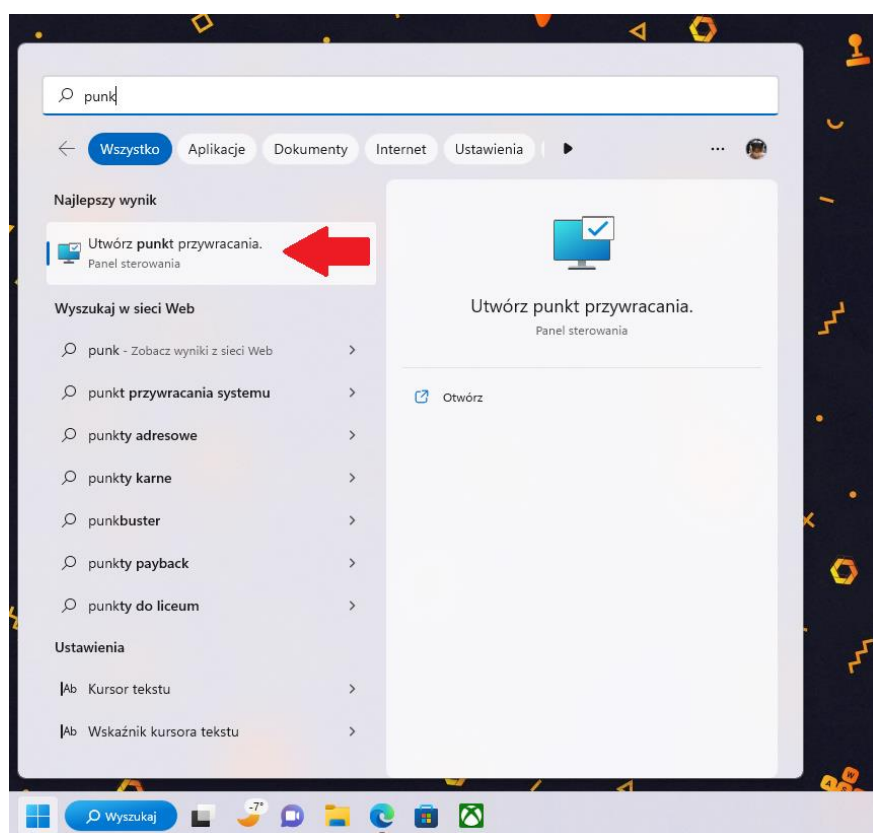 punk
Wszystko Aplikacje Dokumenty Internet Ustawienia
Najlepszy wynik
Utwórz punkt przywracania.
Panel sterowania
Utwórz punkt przywracania.
Panel sterowania
Otwórz
Wyszukaj w sieci Web
punk - Zobacz wyniki z sieci Web
punkt przywracania systemu
punkty adresowe
punkty karne
punkbuster
punkty payback
punkty do liceum
Ustawienia
Ab Kursor tekstu
Ab Wskaźnik kursora tekstu
Wyszukaj -7°